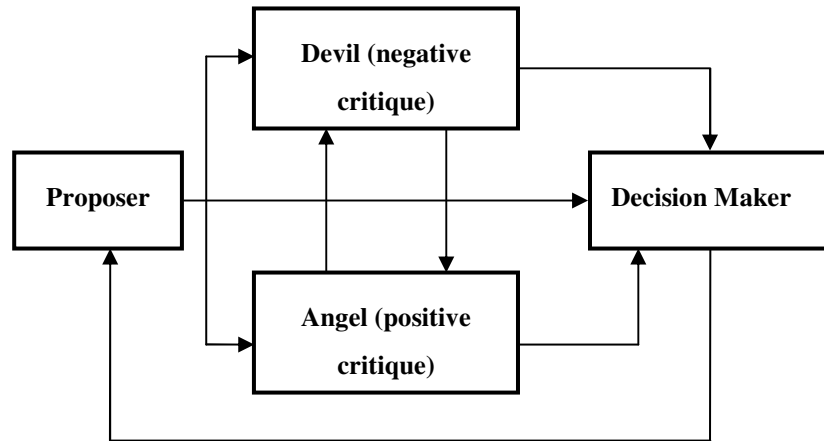 Devil (negative
critique)
Proposer
Decision Maker
Angel (positive
critique)